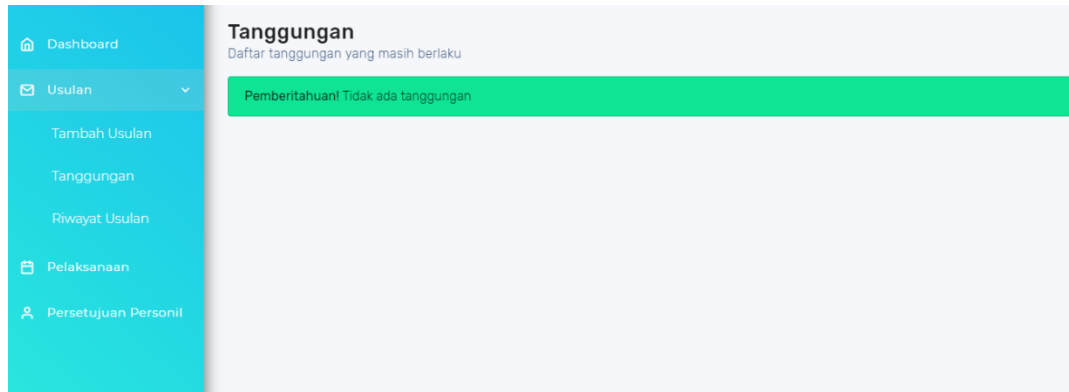 Dashboard
Usulan
Tambah Usulan
Tanggungan
Riwayat Usulan
Pelaksanaan
Persetujuan Personil
Tanggungan
Daftar tanggungan yang masih berlaku
Pemberitahuan! Tidak ada tanggungan